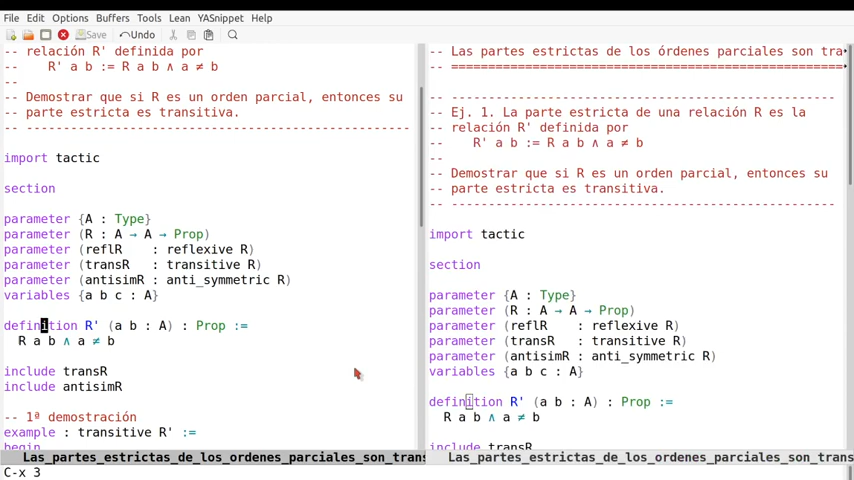 File Edit Options Buffers Tools Lean YASnippet Help
Save Undo
-- relación R' definida por
--    R' a b := R a b ∧ a ≠ b
--
-- Demostrar que si R es un orden parcial, entonces su
-- parte estricta es transitiva.
-- ---------------------------------------------------
import tactic
section
parameter {A : Type}
parameter (R : A → A → Prop)
parameter (reflR    : reflexive R)
parameter (transR   : transitive R)
parameter (antisimR : anti_symmetric R)
variables {a b c : A}
definition R' (a b : A) : Prop :=
  R a b ∧ a ≠ b
include transR
include antisimR
-- 1ª demostración
example : transitive R' :=
begin
Las_partes_estrictas_de_los_ordenes_parciales_son_trans
-- Las partes estrictas de los órdenes parciales son tra
-- =====================================================
-- ---------------------------------------------------
-- Ej. 1. La parte estricta de una relación R es la
-- relación R' definida por
--    R' a b := R a b ∧ a ≠ b
--
-- Demostrar que si R es un orden parcial, entonces su
-- parte estricta es transitiva.
-- ---------------------------------------------------
import tactic
section
parameter {A : Type}
parameter (R : A → A → Prop)
parameter (reflR    : reflexive R)
parameter (transR   : transitive R)
parameter (antisimR : anti_symmetric R)
variables {a b c : A}
definition R' (a b : A) : Prop :=
  R a b ∧ a ≠ b
include transR
Las_partes_estrictas_de_los_ordenes_parciales_son_trans
C-x 3